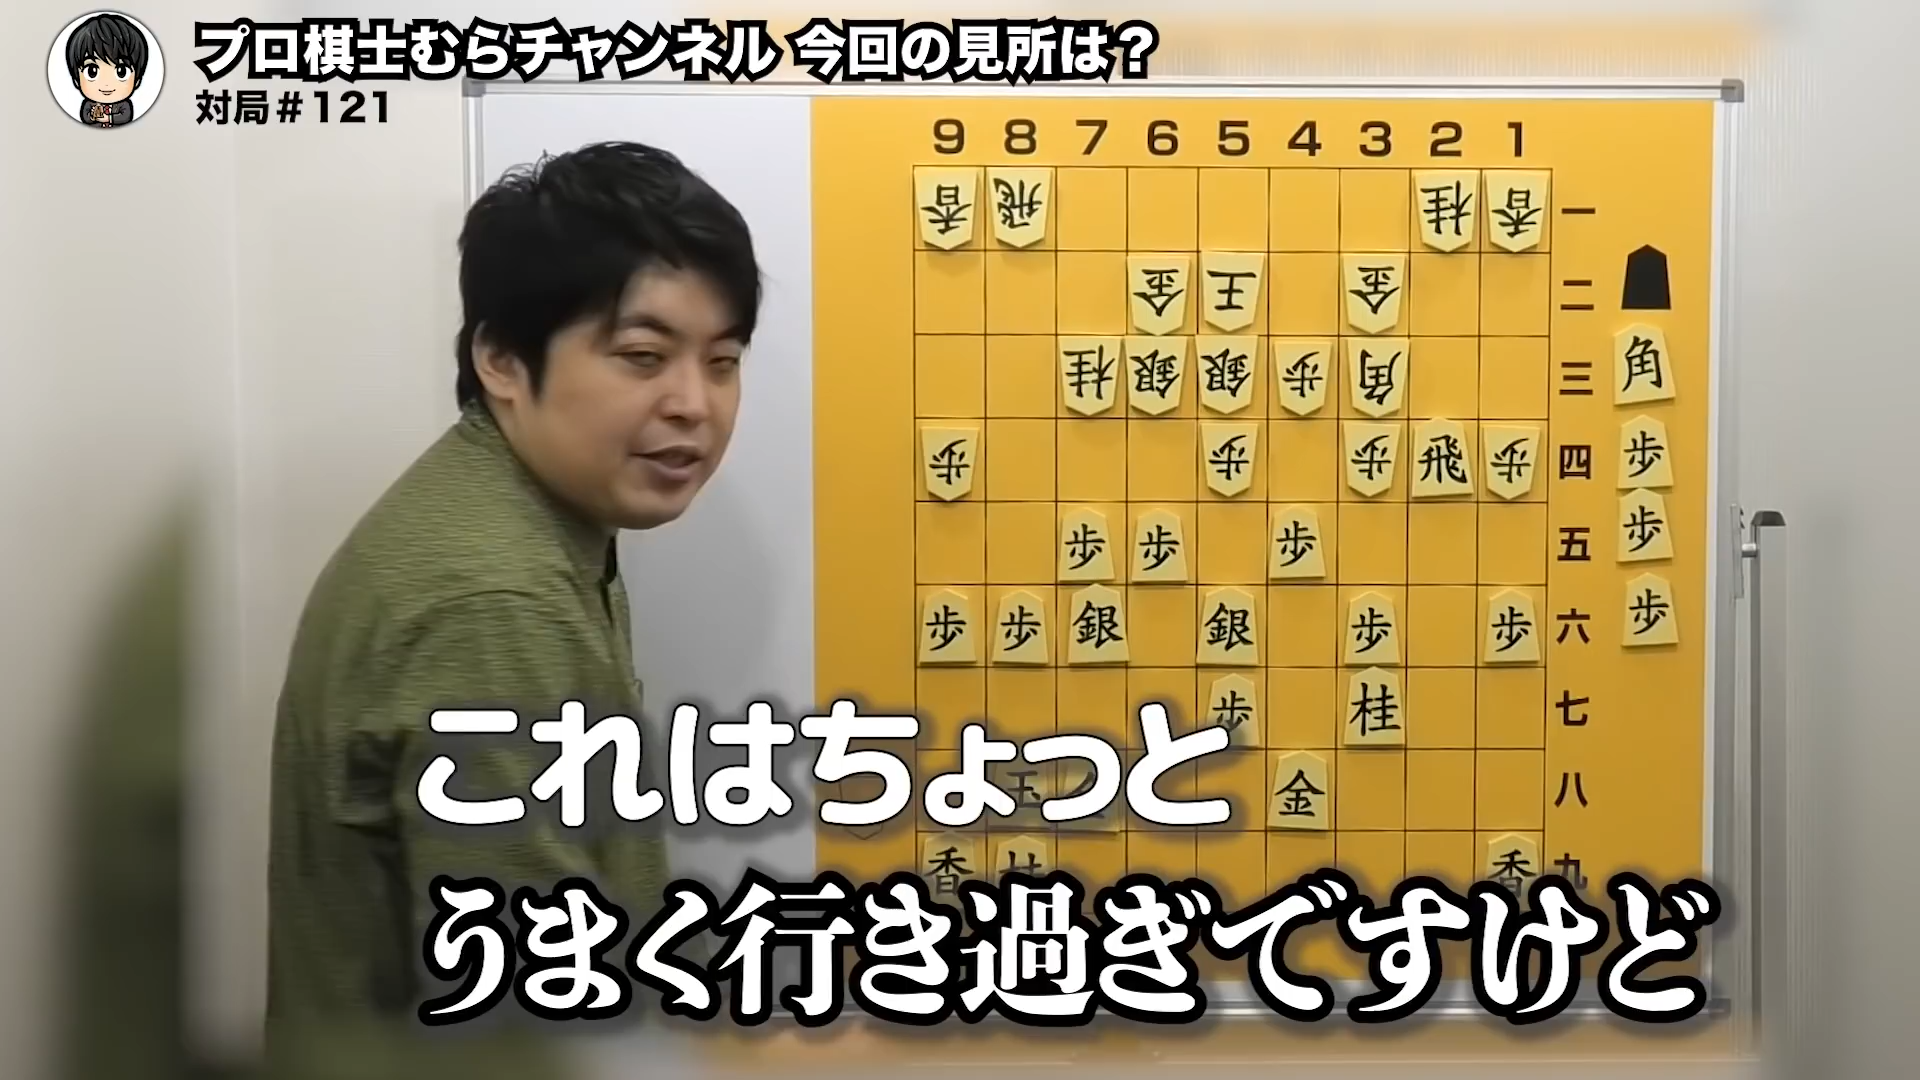 プロ棋士むらチャンネル 今回の見所は？
対局＃121
9 8 7 6 5 4 3 2 1
香 飛 桂 香 一
金 王 金 二
桂 銀 銀 歩 角 三
歩 歩 歩 飛 歩 四
歩 歩 歩 五
歩 歩 銀 銀 歩 歩 六
歩 桂 七
玉 金 八
香 香 九
角
歩
歩
歩
これはちょっと
うまく行き過ぎですけど